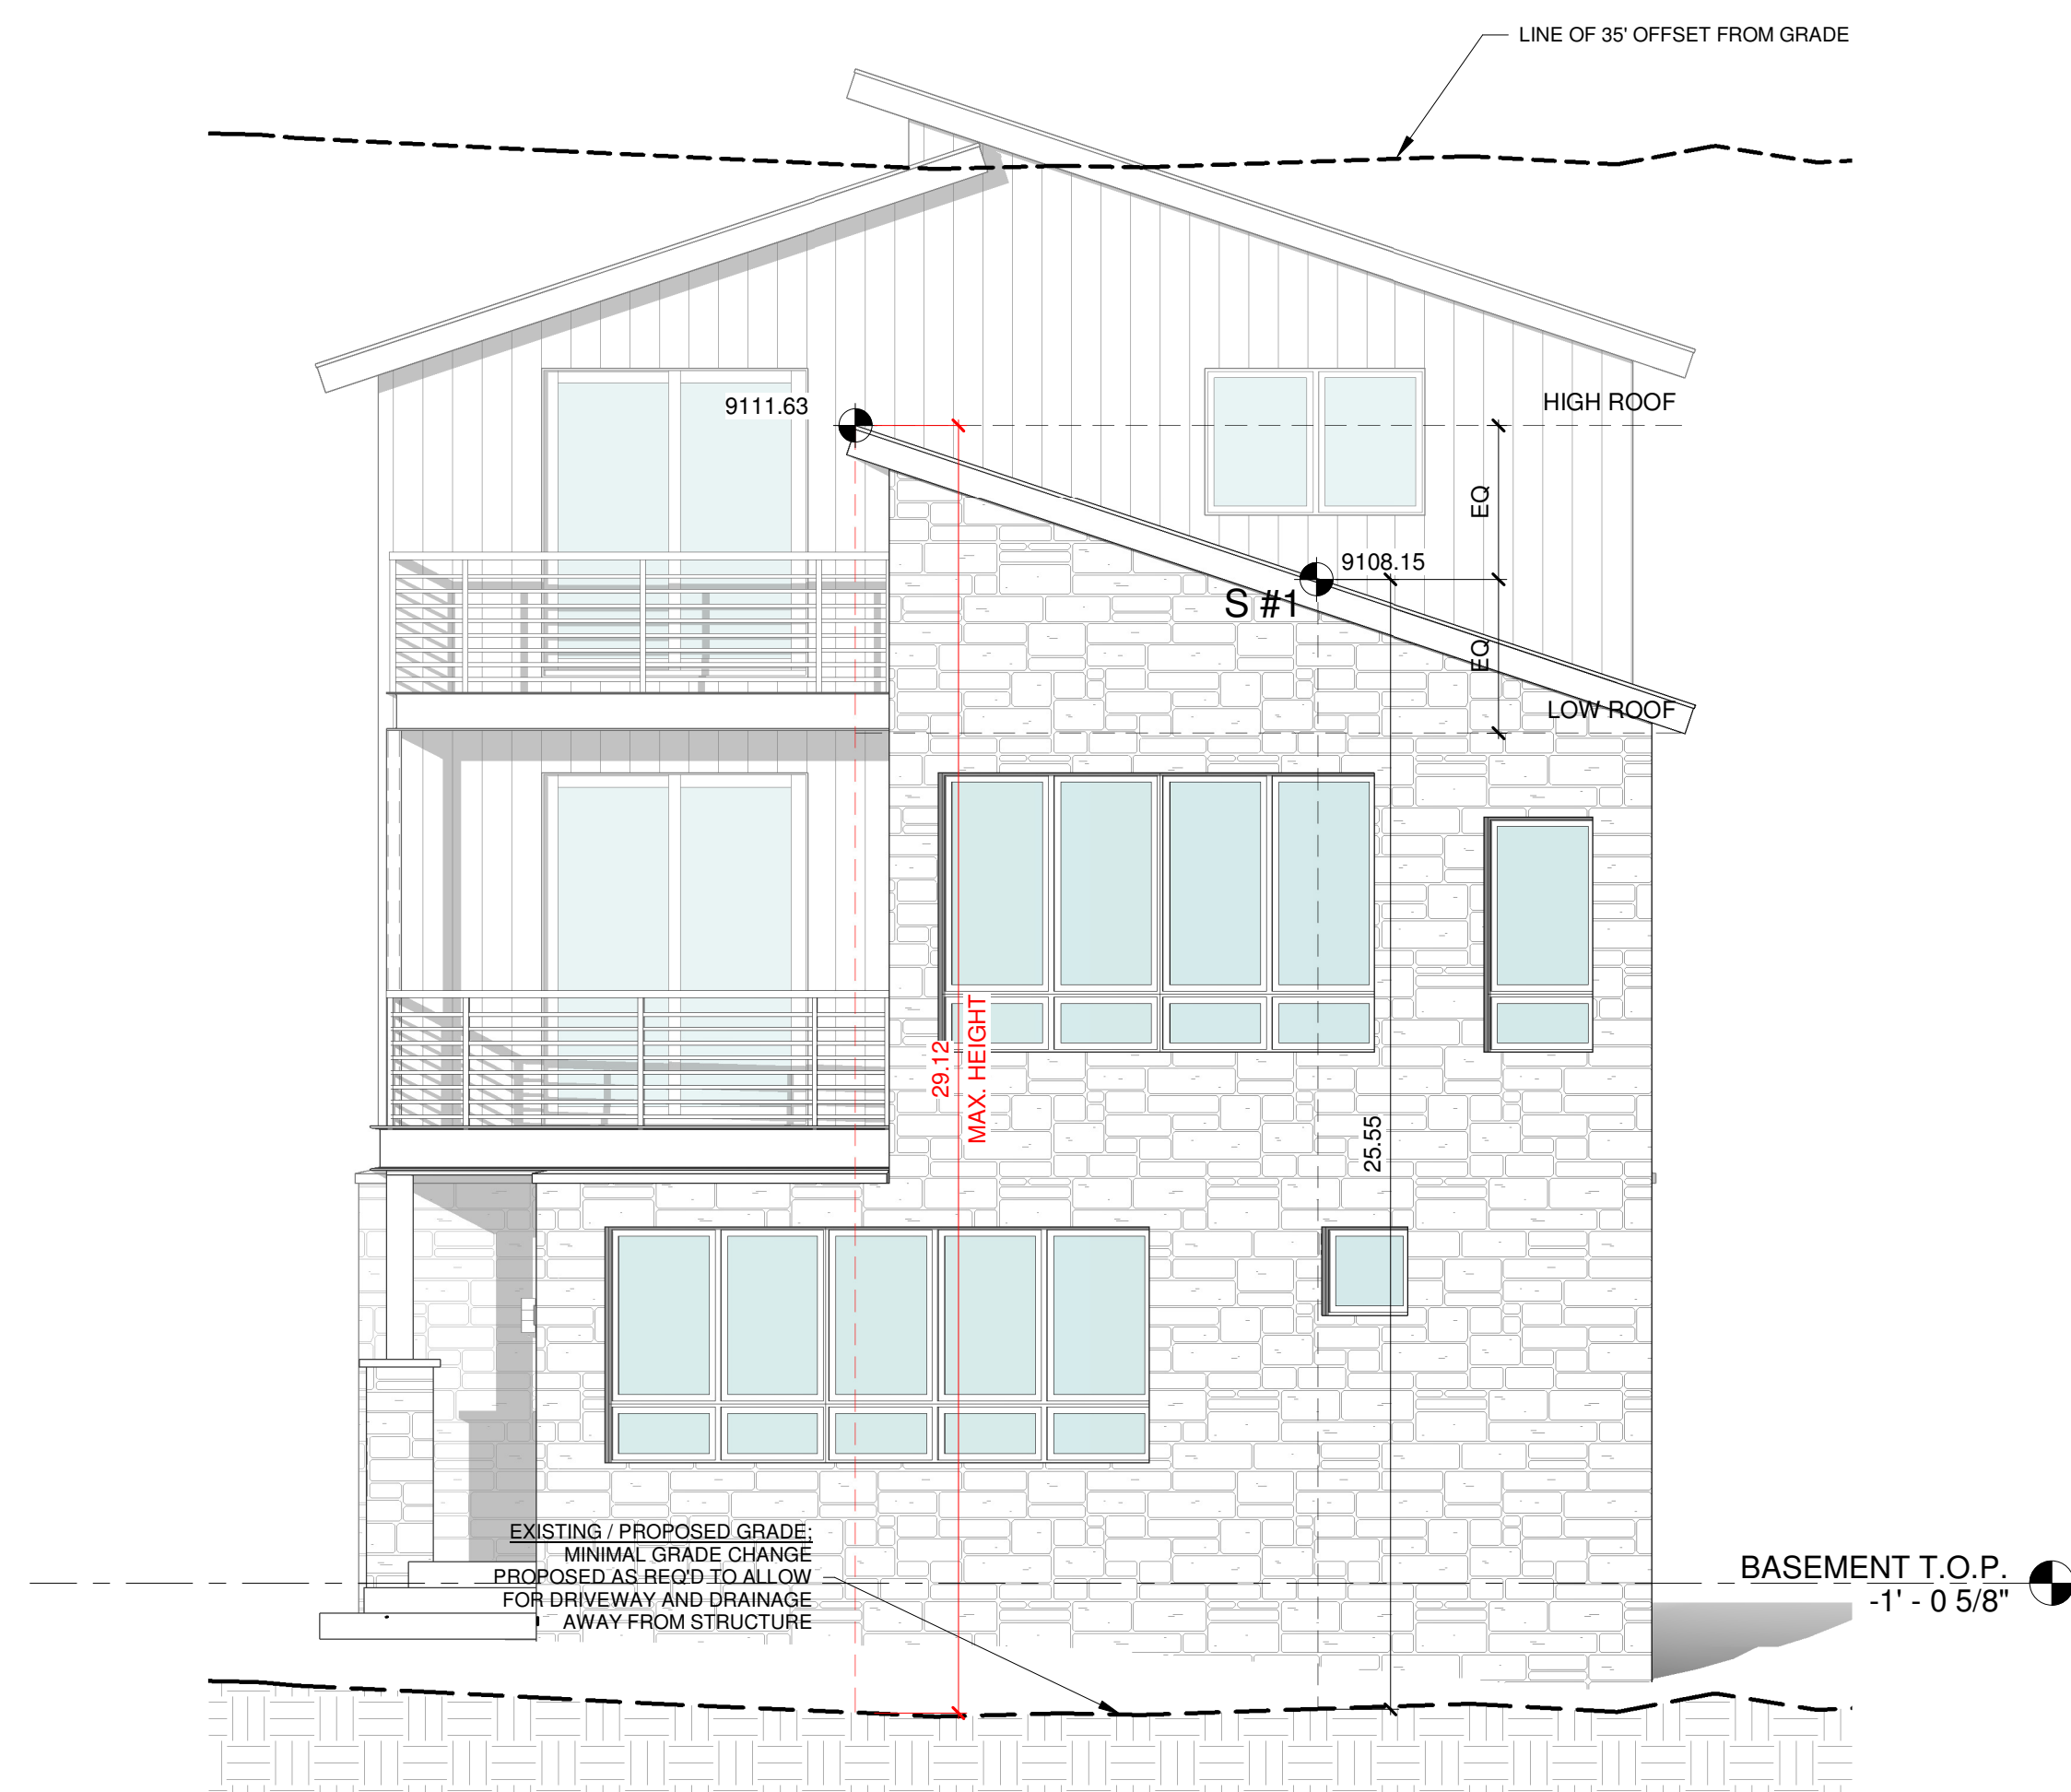 LINE OF 35' OFFSET FROM GRADE
9111.63
HIGH ROOF
EQ
9108.15
S #1
EQ
LOW ROOF
29.12
MAX. HEIGHT
25.55
EXISTING / PROPOSED GRADE;
MINIMAL GRADE CHANGE
PROPOSED AS REQ'D TO ALLOW
FOR DRIVEWAY AND DRAINAGE
AWAY FROM STRUCTURE
BASEMENT T.O.P.
-1' - 0 5/8"